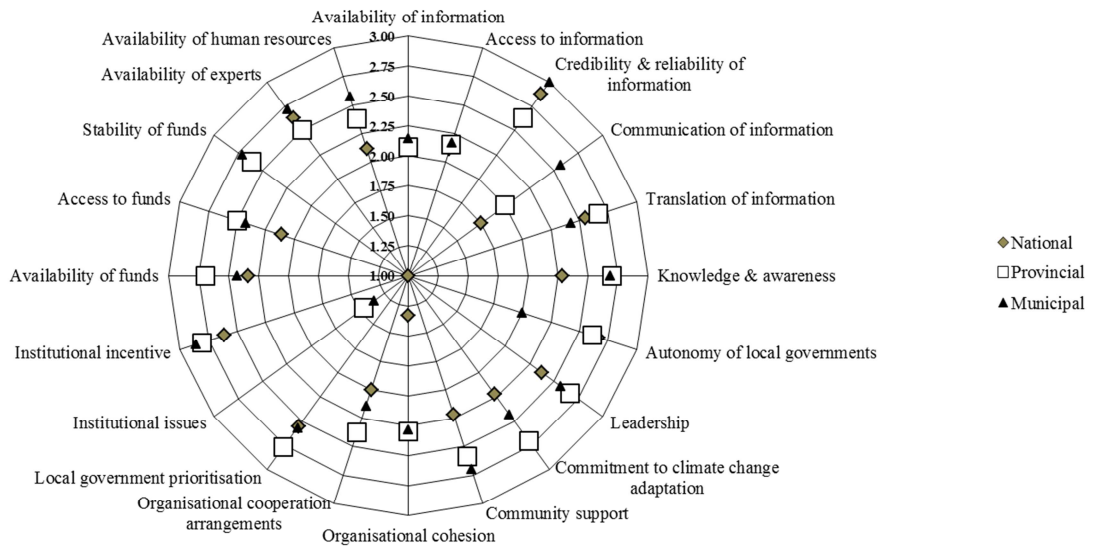 Availability of information
Availability of human resources
3.00
Access to information
Availability of experts
2.75
Credibility & reliability of
information
2.50
Stability of funds
2.25
Communication of information
2.00
Access to funds
1.75
Translation of information
1.50
1.25
Availability of funds
1.00
Knowledge & awareness
National
Provincial
Municipal
Institutional incentive
Autonomy of local governments
Institutional issues
Leadership
Local government prioritisation
Commitment to climate change
adaptation
Organisational cooperation
arrangements
Community support
Organisational cohesion